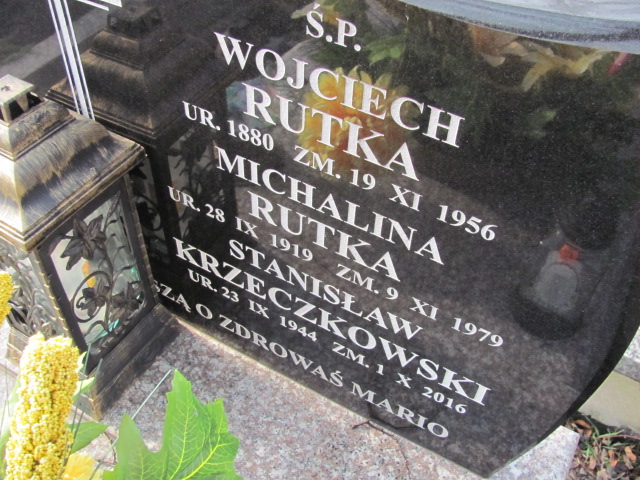 Ś.P.
WOJCIECH
RUTKA
UR. 1880 ZM. 19 XI 1956
MICHALINA
RUTKA
UR. 28 IX 1919 ZM. 9 XI 1979
STANISŁAW
KRZECZKOWSKI
UR. 23 IX 1944 ZM. 1 X 2016
O ZDROWAŚ MARIO